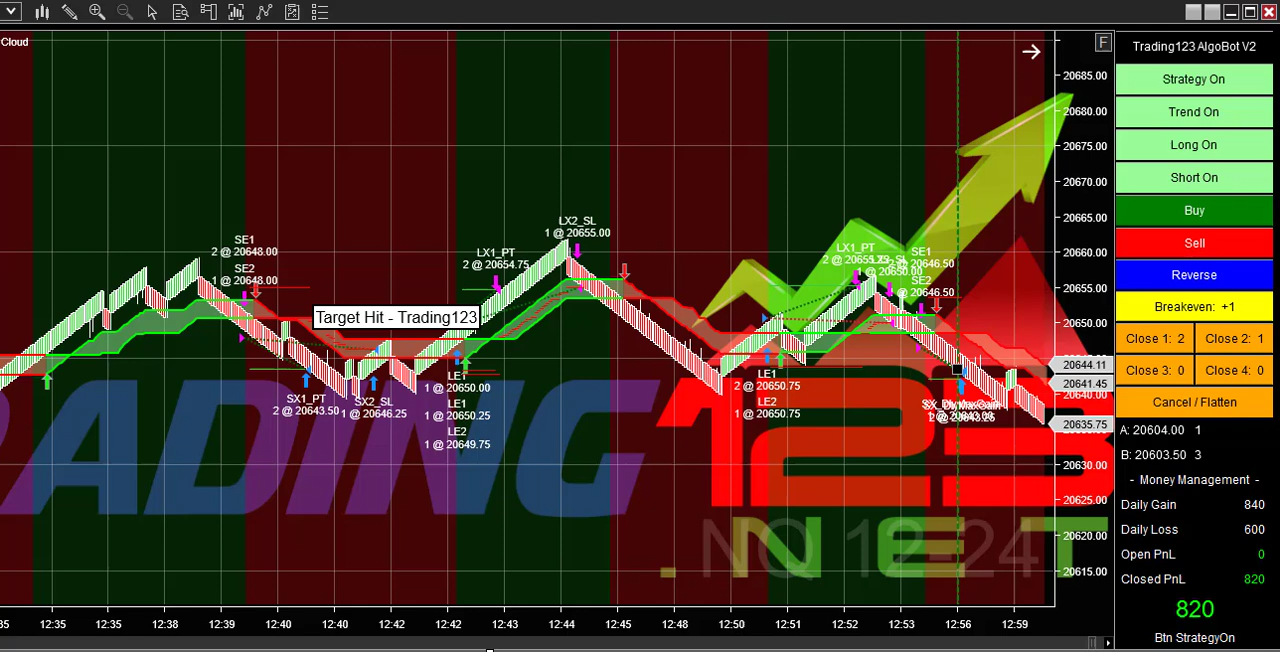 Cloud
F
20685.00
20680.00
20675.00
20670.00
20665.00
20660.00
20655.00
20650.00
20644.11
20641.45
20640.00
20635.75
20630.00
20625.00
20620.00
20615.00
SE1
2 @ 20648.00
SE2
1 @ 20648.00
Target Hit - Trading123
SX1_PT
2 @ 20643.50
SX2_SL
1 @ 20646.25
LX1_PT
2 @ 20654.75
LX2_SL
1 @ 20655.00
LE1
1 @ 20650.00
LE1
1 @ 20650.25
LE2
1 @ 20649.75
LE1
2 @ 20650.75
LE2
1 @ 20650.75
LX1_PT
SE1
SE2
2 @ 20646.50
RADING123
. NET
NQ 12-24
12:35
12:35
12:38
12:39
12:40
12:40
12:42
12:43
12:44
12:45
12:48
12:50
12:51
12:52
12:53
12:56
12:59
Trading123 AlgoBot V2
Strategy On
Trend On
Long On
Short On
Buy
Sell
Reverse
Breakeven: +1
Close 1: 2 Close 2: 1
Close 3: 0 Close 4: 0
Cancel / Flatten
A: 20604.00 1
B: 20603.50 3
- Money Management -
Daily Gain 840
Daily Loss 600
Open PnL 0
Closed PnL 820
820
Btn StrategyOn